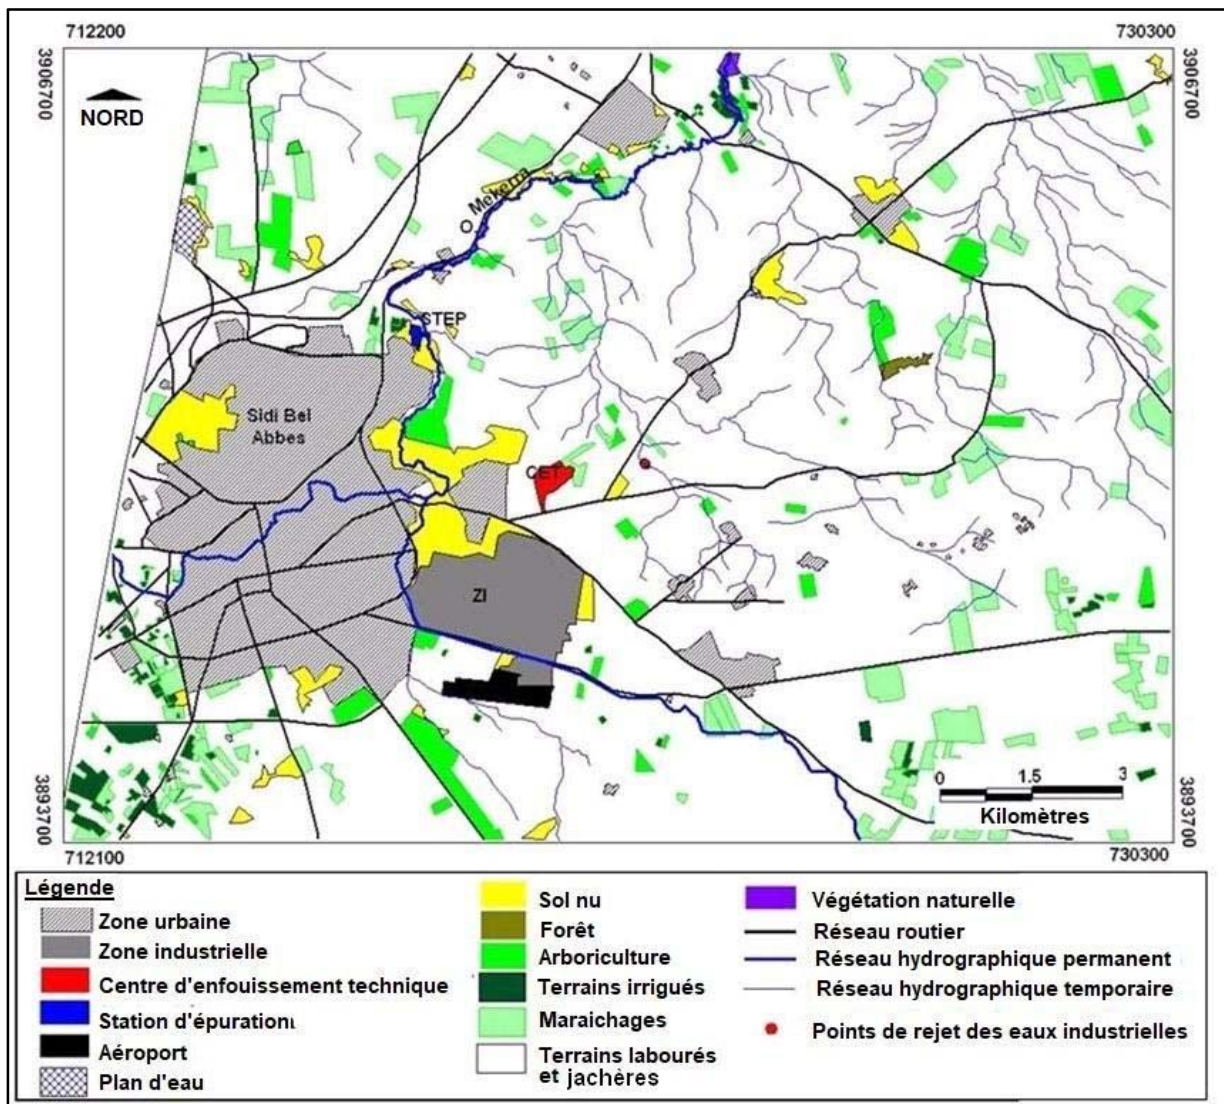 712200
730300
3906700
3906700
NORD
O Mekerra
STEP
Sidi Bel
Abbes
CET
ZI
0 1.5 3
Kilomètres
3893700
3893700
712100
730300
Légende
Zone urbaine
Zone industrielle
Centre d'enfouissement technique
Station d'épuration
Aéroport
Plan d'eau
Sol nu
Forêt
Arboriculture
Terrains irrigués
Maraichages
Terrains labourés
et jachères
Végétation naturelle
Réseau routier
Réseau hydrographique permanent
Réseau hydrographique temporaire
Points de rejet des eaux industrielles